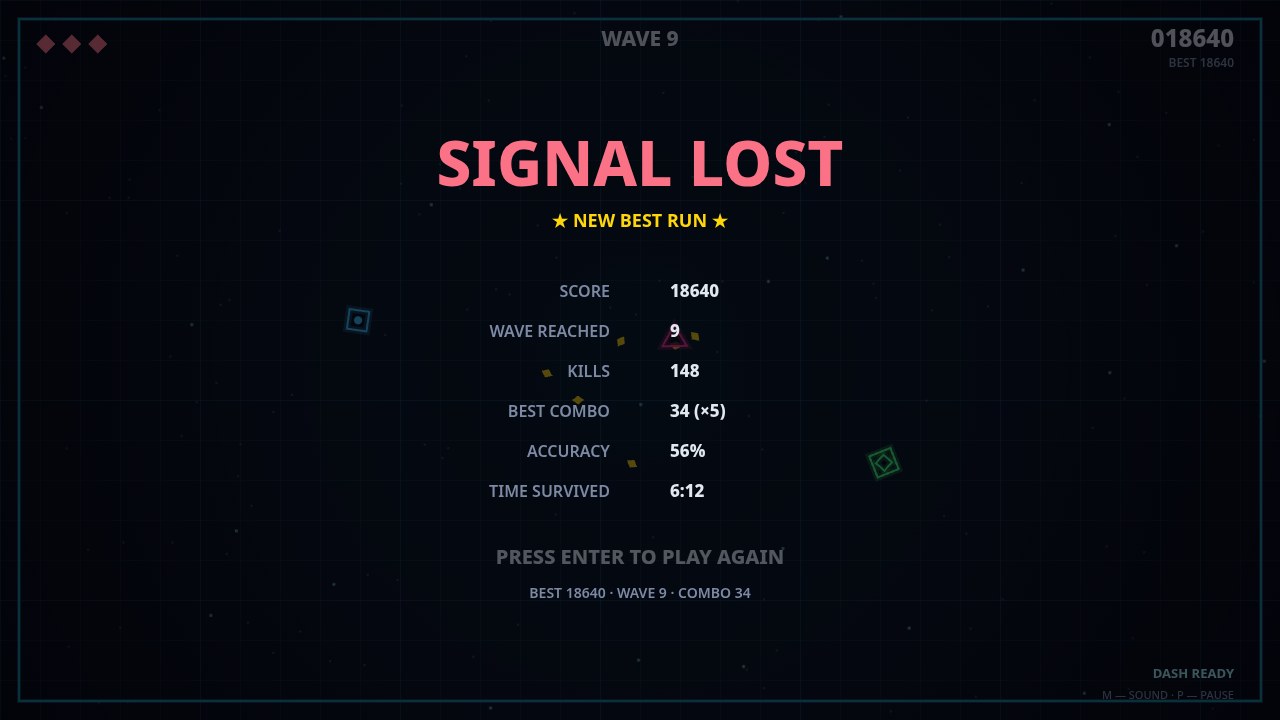 WAVE 9
018640
BEST 18640
SIGNAL LOST
★ NEW BEST RUN ★
SCORE 18640
WAVE REACHED 9
KILLS 148
BEST COMBO 34 (×5)
ACCURACY 56%
TIME SURVIVED 6:12
PRESS ENTER TO PLAY AGAIN
BEST 18640 · WAVE 9 · COMBO 34
DASH READY
M — SOUND · P — PAUSE